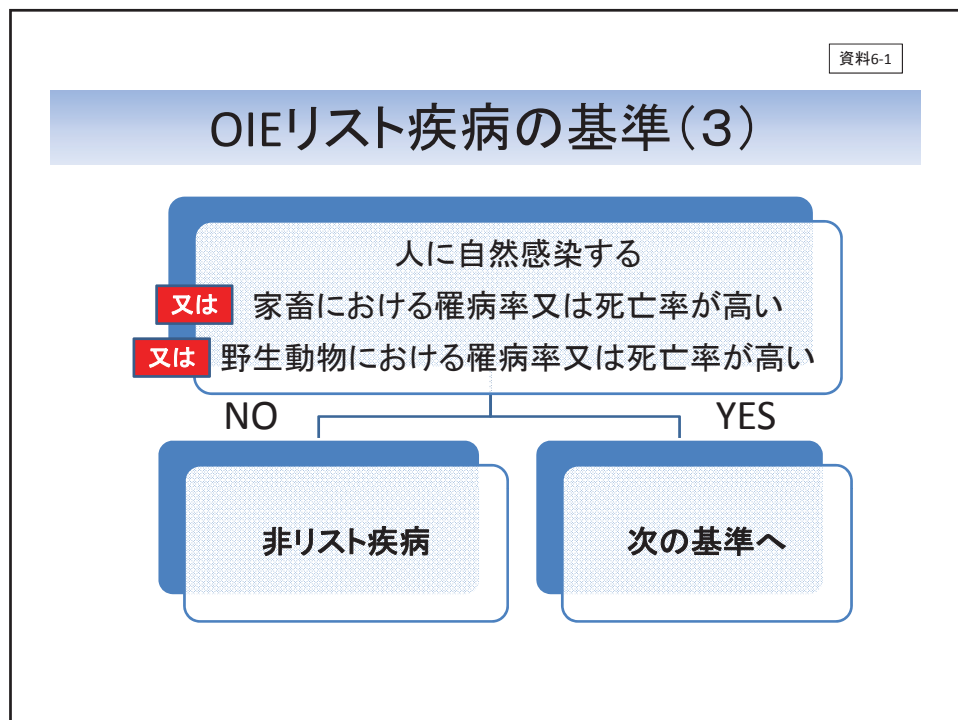 資料6-1
OIEリスト疾病の基準(３)
人に自然感染する
又は 家畜における罹病率又は死亡率が高い
又は 野生動物における罹病率又は死亡率が高い
NO YES
非リスト疾病 次の基準へ